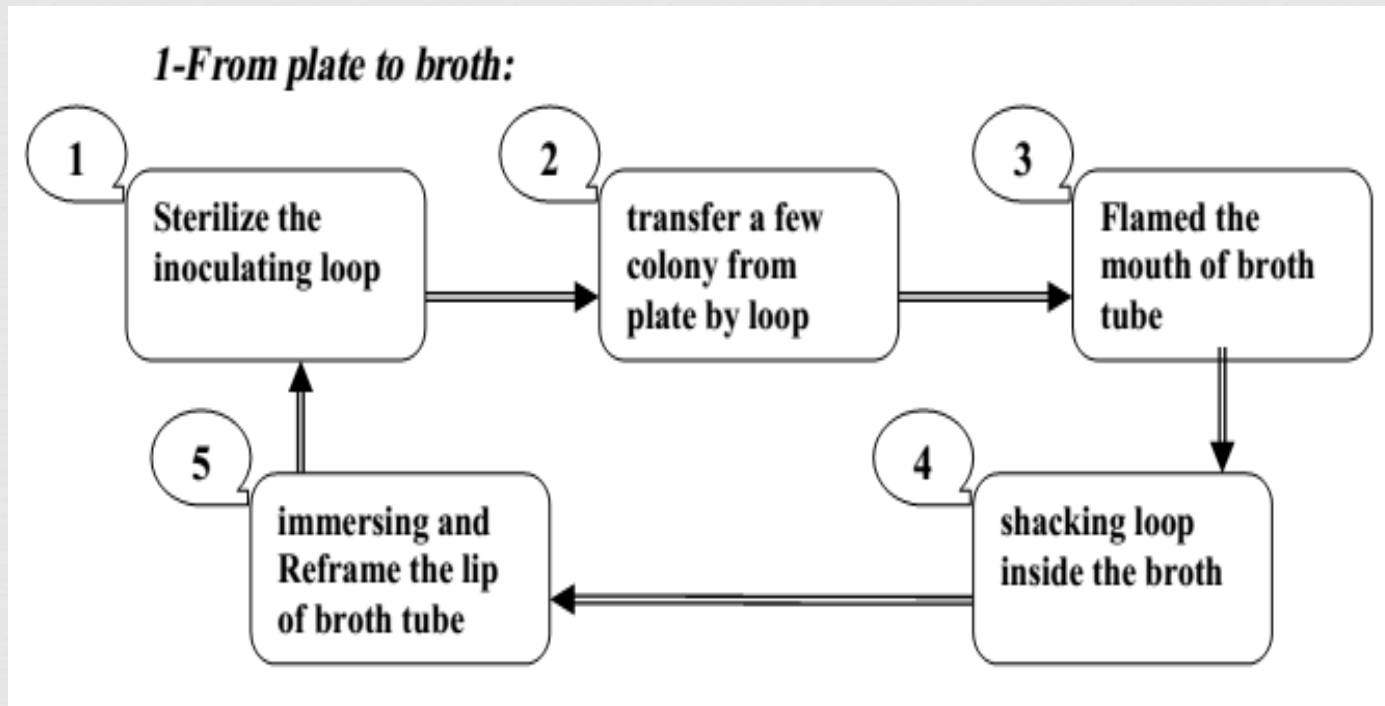 1-From plate to broth:
1
Sterilize the
inoculating loop
2
transfer a few
colony from
plate by loop
3
Flamed the
mouth of broth
tube
4
shacking loop
inside the broth
5
immersing and
Reframe the lip
of broth tube